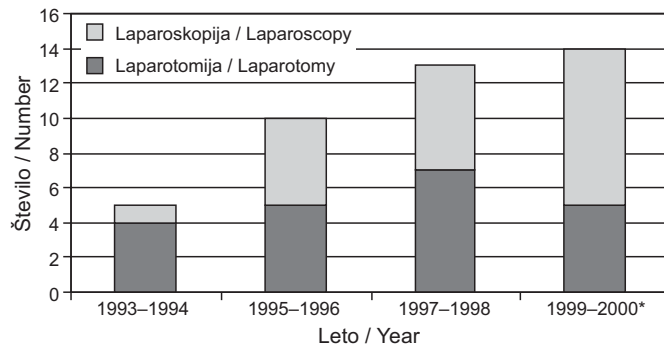 16
14
12
10
8
6
4
2
0
Število / Number
Laparoskopija / Laparoscopy
Laparotomija / Laparotomy
1993–1994 1995–1996 1997–1998 1999–2000*
Leto / Year